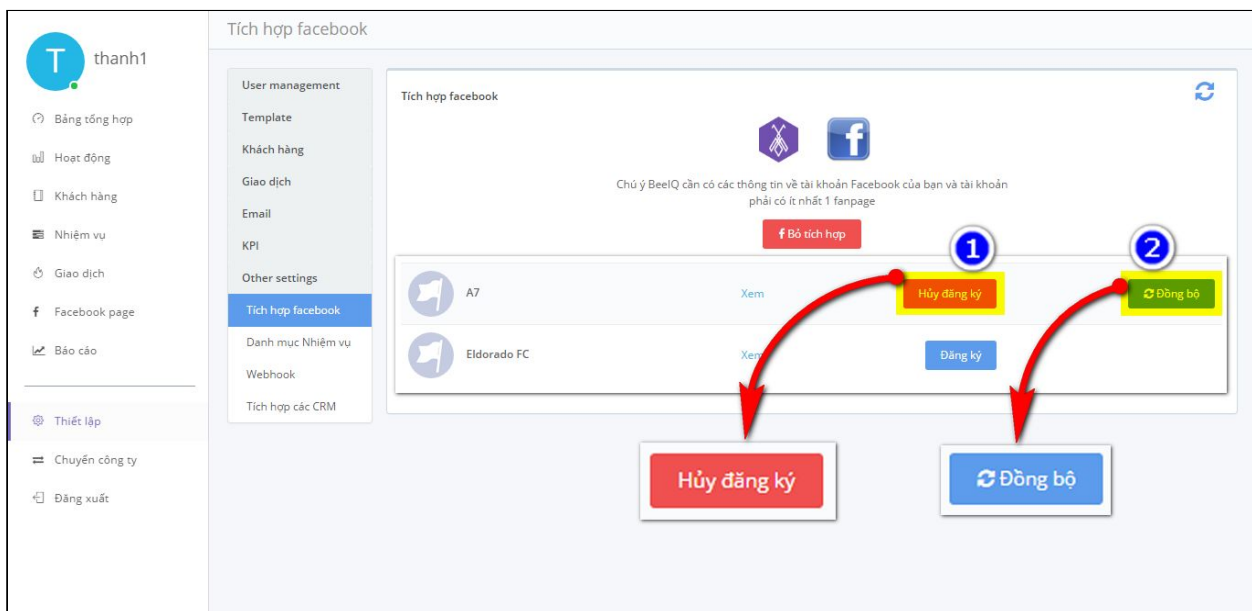 Tích hợp facebook
T
thanh1
Bảng tổng hợp
Hoạt động
Khách hàng
Nhiệm vụ
Giao dịch
f Facebook page
Báo cáo
Thiết lập
Chuyển công ty
Đăng xuất
User management
Template
Khách hàng
Giao dịch
Email
KPI
Other settings
Tích hợp facebook
Danh mục Nhiệm vụ
Webhook
Tích hợp các CRM
Tích hợp facebook
f
Chú ý BeeIQ cần có các thông tin về tài khoản Facebook của bạn và tài khoản
phải có ít nhất 1 fanpage
f Bỏ tích hợp
1
2
A7 Xem Hủy đăng ký Đồng bộ
Eldorado FC Xem Đăng ký
Hủy đăng ký
Đồng bộ